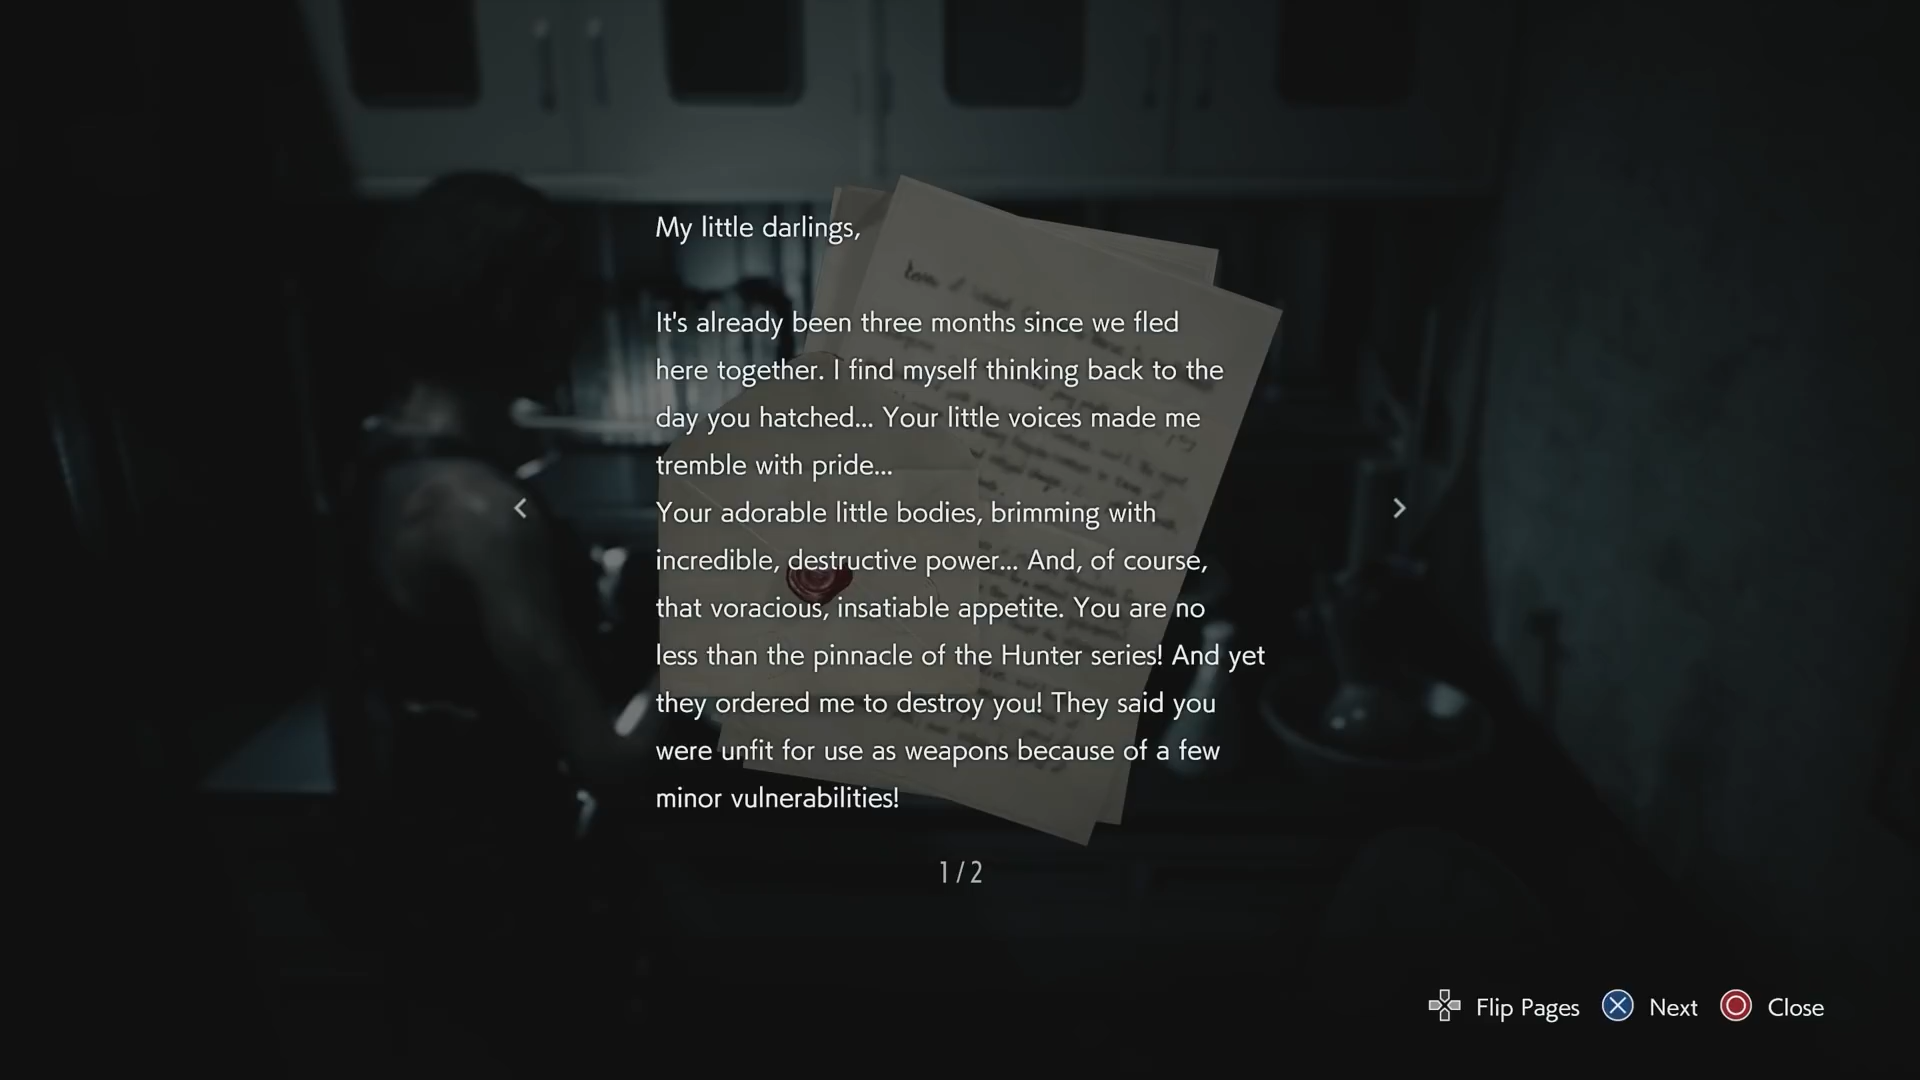 My little darlings,
It's already been three months since we fled
here together. I find myself thinking back to the
day you hatched... Your little voices made me
tremble with pride...
Your adorable little bodies, brimming with
incredible, destructive power... And, of course,
that voracious, insatiable appetite. You are no
less than the pinnacle of the Hunter series! And yet
they ordered me to destroy you! They said you
were unfit for use as weapons because of a few
minor vulnerabilities!
1 / 2
Flip Pages Next Close